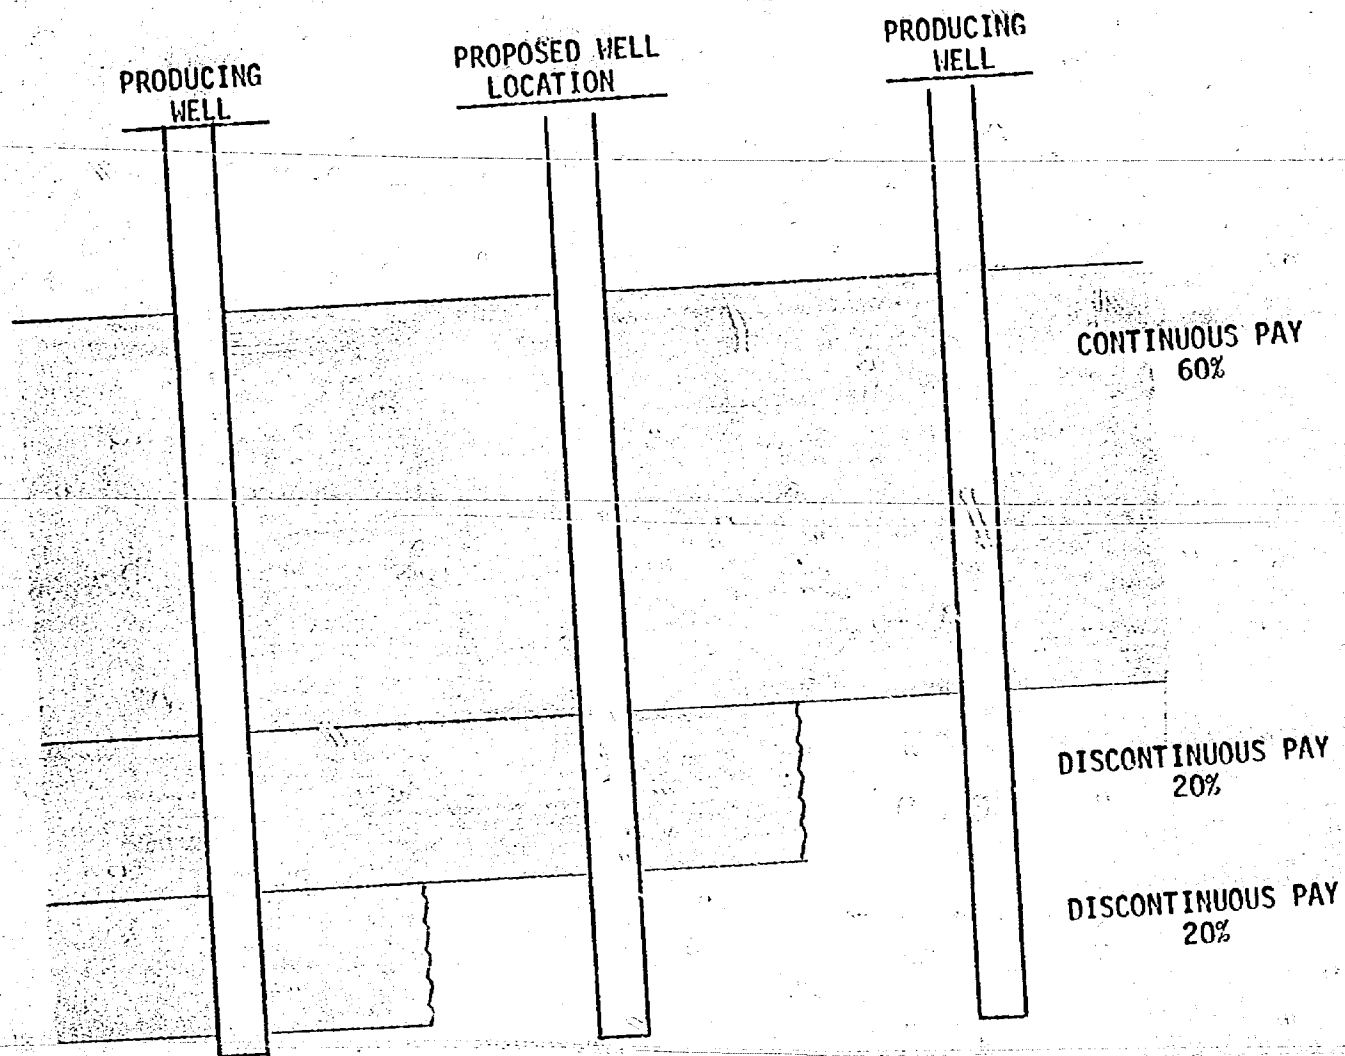 PRODUCING
WELL
PROPOSED WELL
LOCATION
PRODUCING
WELL
CONTINUOUS PAY
60%
DISCONTINUOUS PAY
20%
DISCONTINUOUS PAY
20%